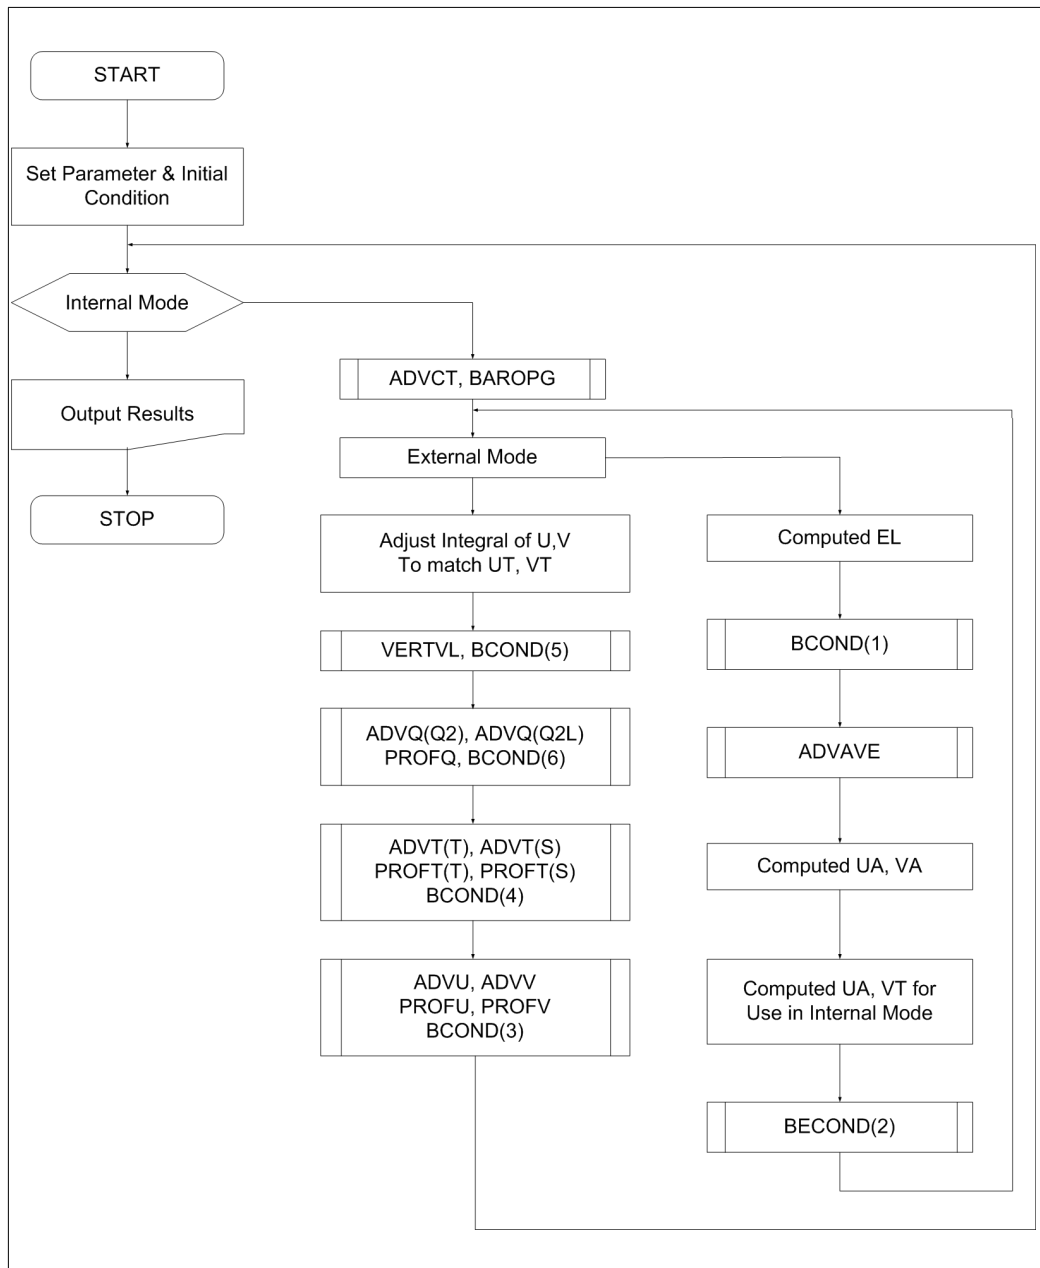 START
Set Parameter & Initial
Condition
Internal Mode
Output Results
STOP
ADVCT, BAROPG
External Mode
Adjust Integral of U,V
To match UT, VT
VERTVL, BCOND(5)
ADVQ(Q2), ADVQ(Q2L)
PROFQ, BCOND(6)
ADVT(T), ADVT(S)
PROFT(T), PROFT(S)
BCOND(4)
ADVU, ADVV
PROFU, PROFV
BCOND(3)
Computed EL
BCOND(1)
ADVAVE
Computed UA, VA
Computed UA, VT for
Use in Internal Mode
BECOND(2)